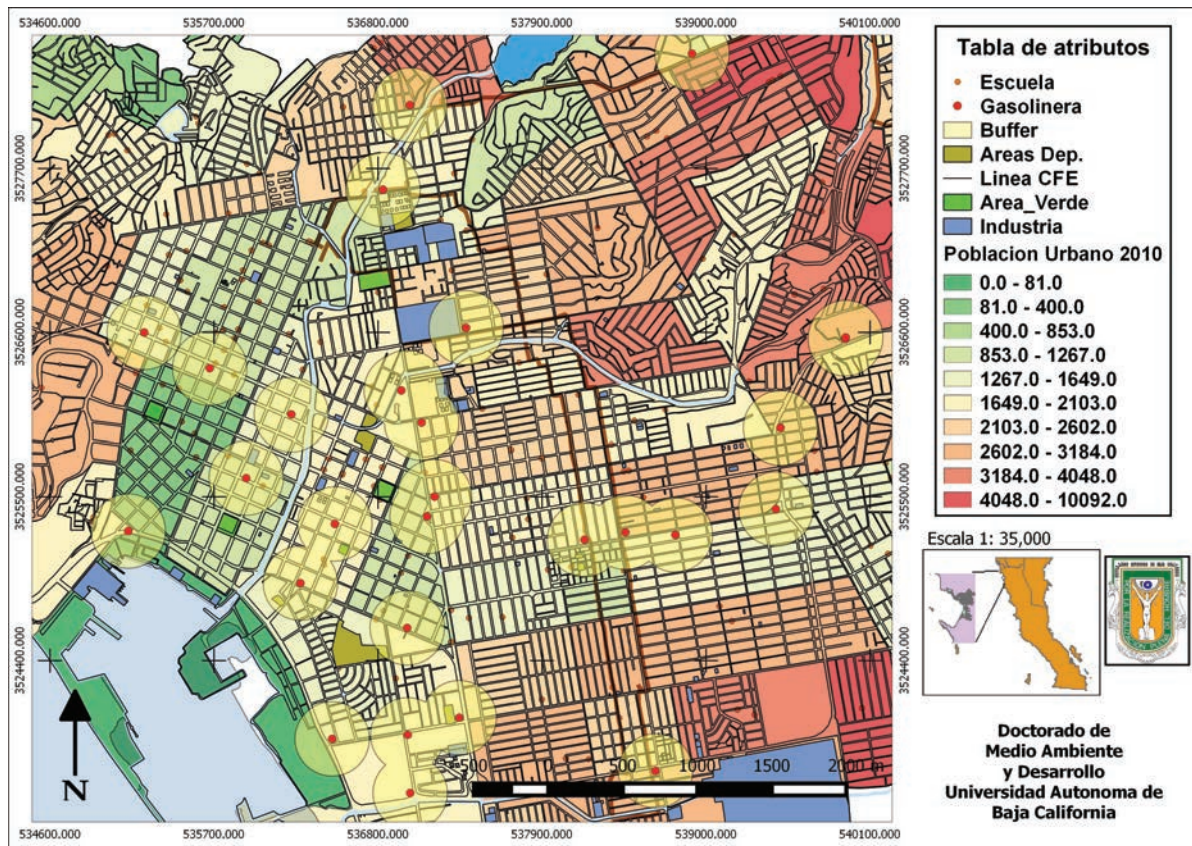 534600.000 535700.000 536800.000 537900.000 539000.000 540100.000
3527700.000
3526600.000
3525500.000
3524400.000
3527700.000
3526600.000
3525500.000
3524400.000
500 0 500 1000 1500 2000 m
N
534600.000 535700.000 536800.000 537900.000 539000.000 540100.000
Tabla de atributos
Escuela
Gasolinera
Buffer
Areas Dep.
Linea CFE
Area_Verde
Industria
Poblacion Urbano 2010
0.0 - 81.0
81.0 - 400.0
400.0 - 853.0
853.0 - 1267.0
1267.0 - 1649.0
1649.0 - 2103.0
2103.0 - 2602.0
2602.0 - 3184.0
3184.0 - 4048.0
4048.0 - 10092.0
Escala 1: 35,000
Doctorado de
Medio Ambiente
y Desarrollo
Universidad Autonoma de
Baja California